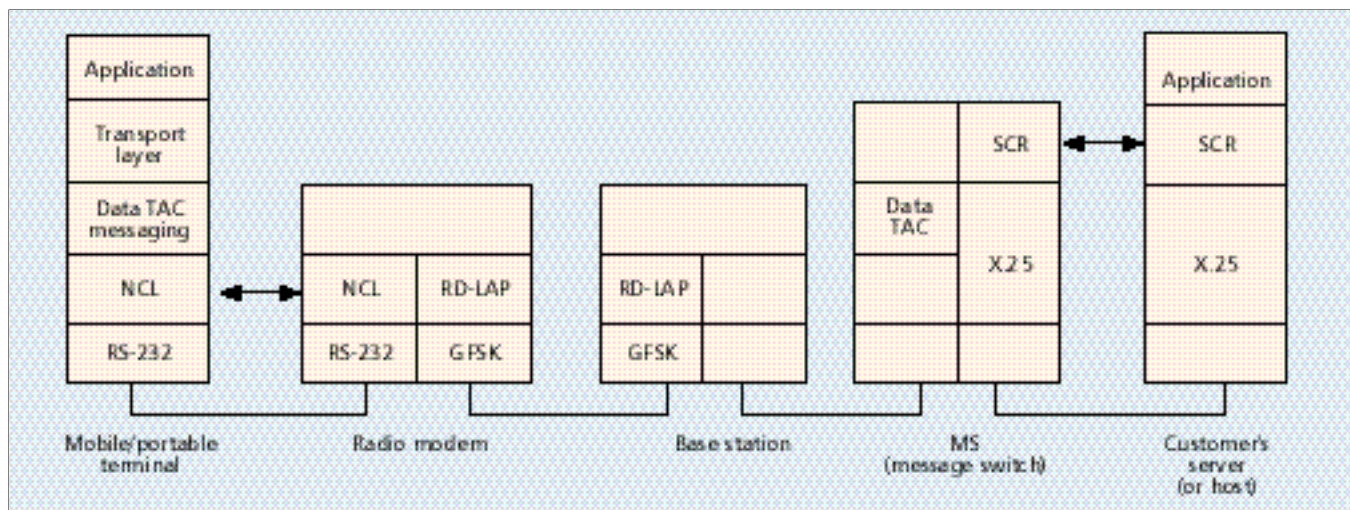 Application
Transport
layer
Data TAC
messaging
NCL
RS-232
Mobile/portable
terminal
NCL
RD-LAP
RS-232
GFSK
Radio modem
RD-LAP
GFSK
Base station
SCR
Data
TAC
X.25
MS
(message switch)
Application
SCR
X.25
Customer's
server
(or host)